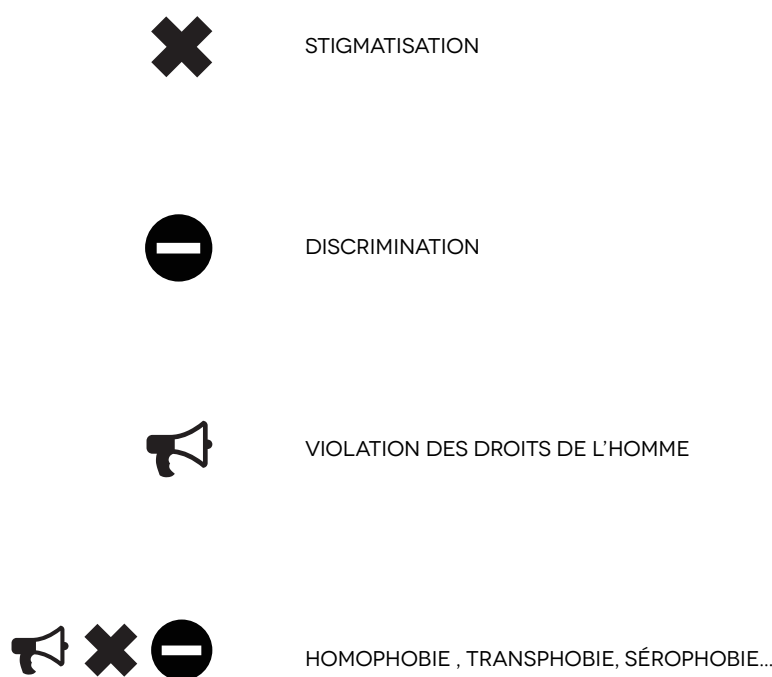 STIGMATISATION
DISCRIMINATION
VIOLATION DES DROITS DE L’HOMME
HOMOPHOBIE , TRANSPHOBIE, SÉROPHOBIE...